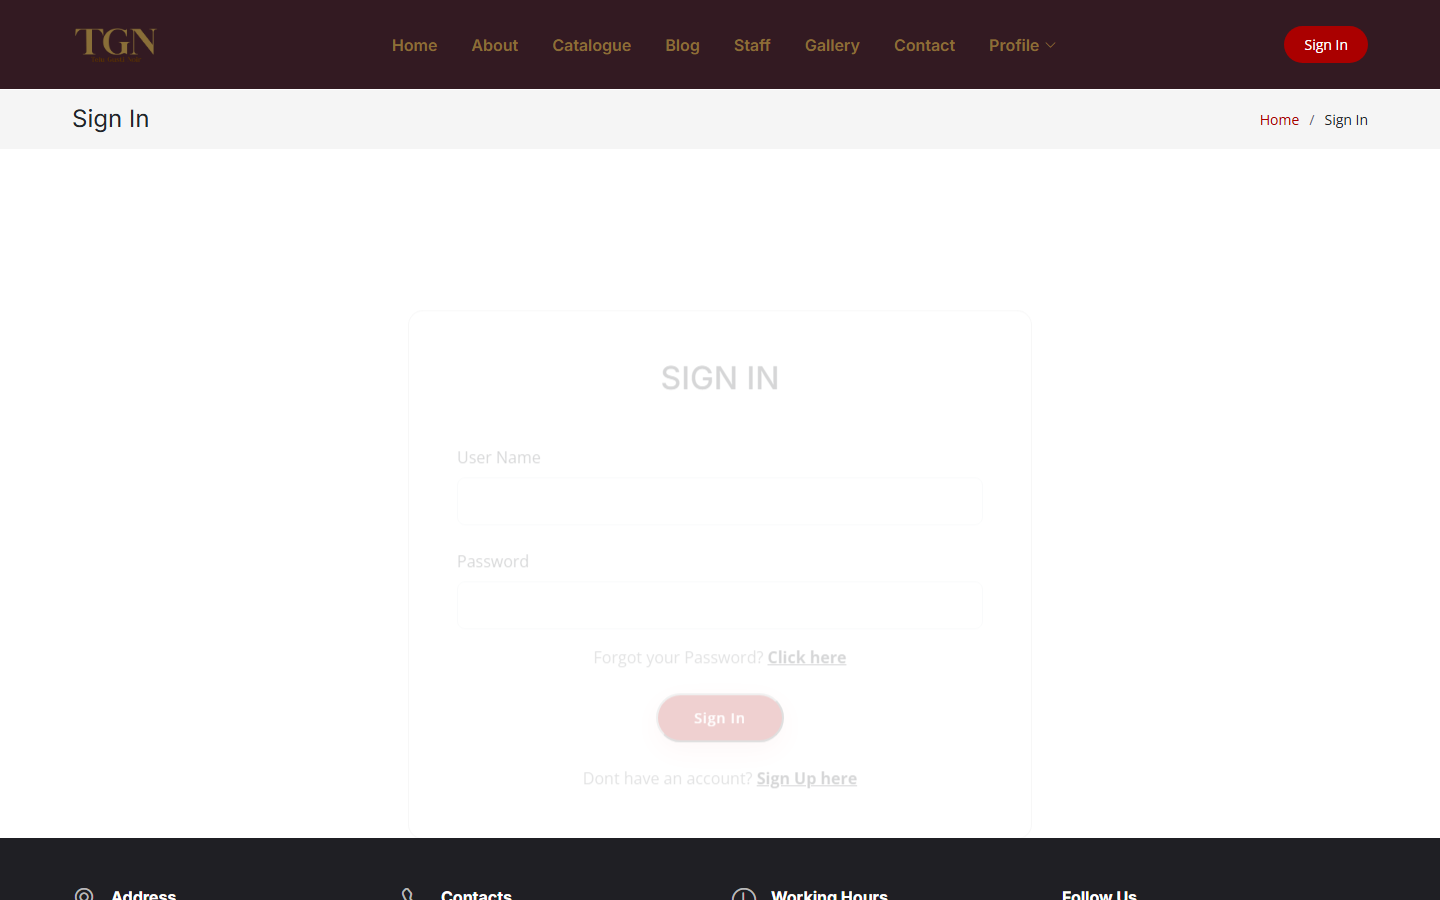 TGN
Home
About
Catalogue
Blog
Staff
Gallery
Contact
Profile
Sign In
Sign In
Home / Sign In
SIGN IN
User Name
Password
Forgot your Password? Click here
Sign In
Dont have an account? Sign Up here
Address
Contacts
Working Hours
Follow Us